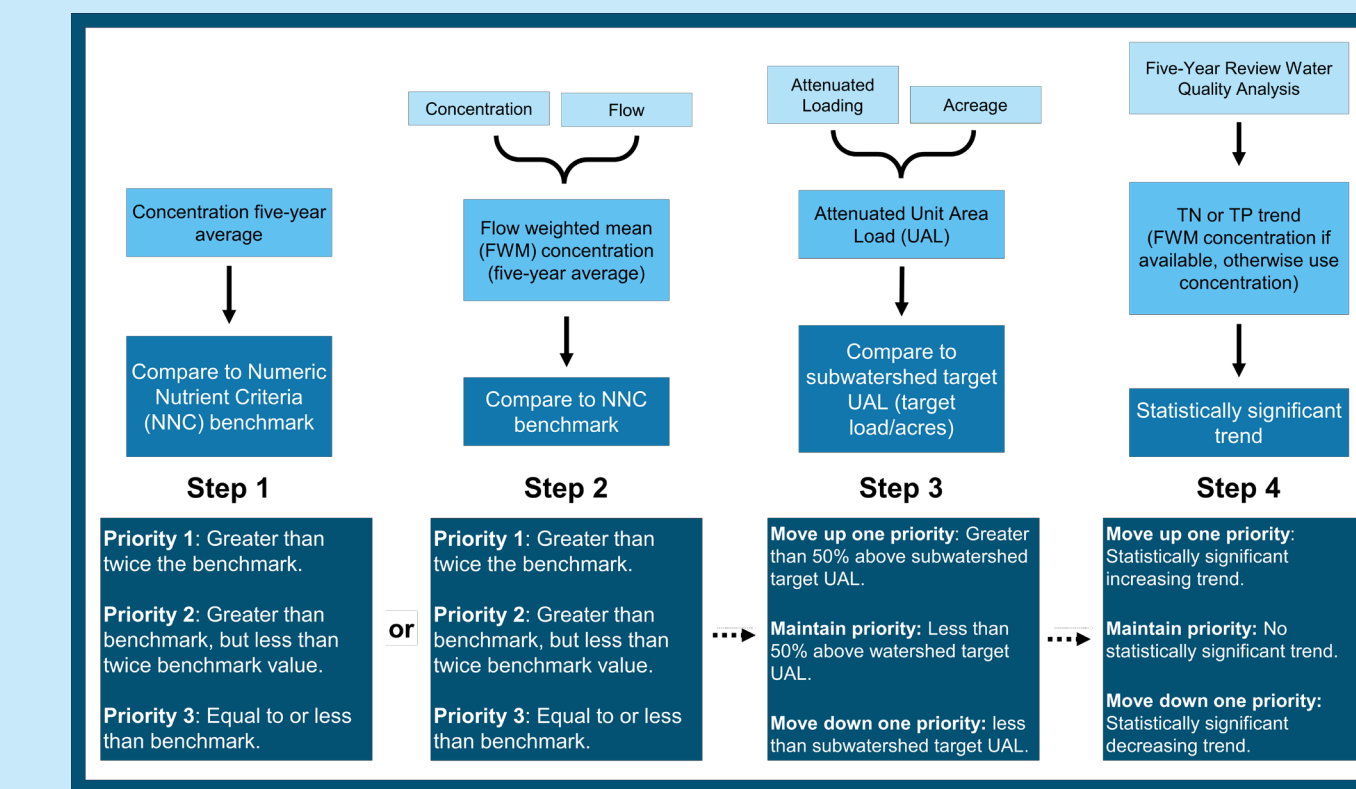 Concentration five-year
average
Compare to Numeric
Nutrient Criteria
(NNC) benchmark
Step 1
Priority 1: Greater than
twice the benchmark.
Priority 2: Greater than
benchmark, but less than
twice benchmark value.
Priority 3: Equal to or less
than benchmark.
or
Concentration
Flow
Flow weighted mean
(FWM) concentration
(five-year average)
Compare to NNC
benchmark
Step 2
Priority 1: Greater than
twice the benchmark.
Priority 2: Greater than
benchmark, but less than
twice benchmark value.
Priority 3: Equal to or less
than benchmark.
Attenuated
Loading
Acreage
Attenuated Unit Area
Load (UAL)
Compare to
subwatershed target
UAL (target
load/acres)
Step 3
Move up one priority: Greater
than 50% above subwatershed
target UAL.
Maintain priority: Less than
50% above watershed target
UAL.
Move down one priority: less
than subwatershed target UAL.
Five-Year Review Water
Quality Analysis
TN or TP trend
(FWM concentration if
available, otherwise use
concentration)
Statistically significant
trend
Step 4
Move up one priority:
Statistically significant
increasing trend.
Maintain priority: No
statistically significant trend.
Move down one priority:
Statistically significant
decreasing trend.